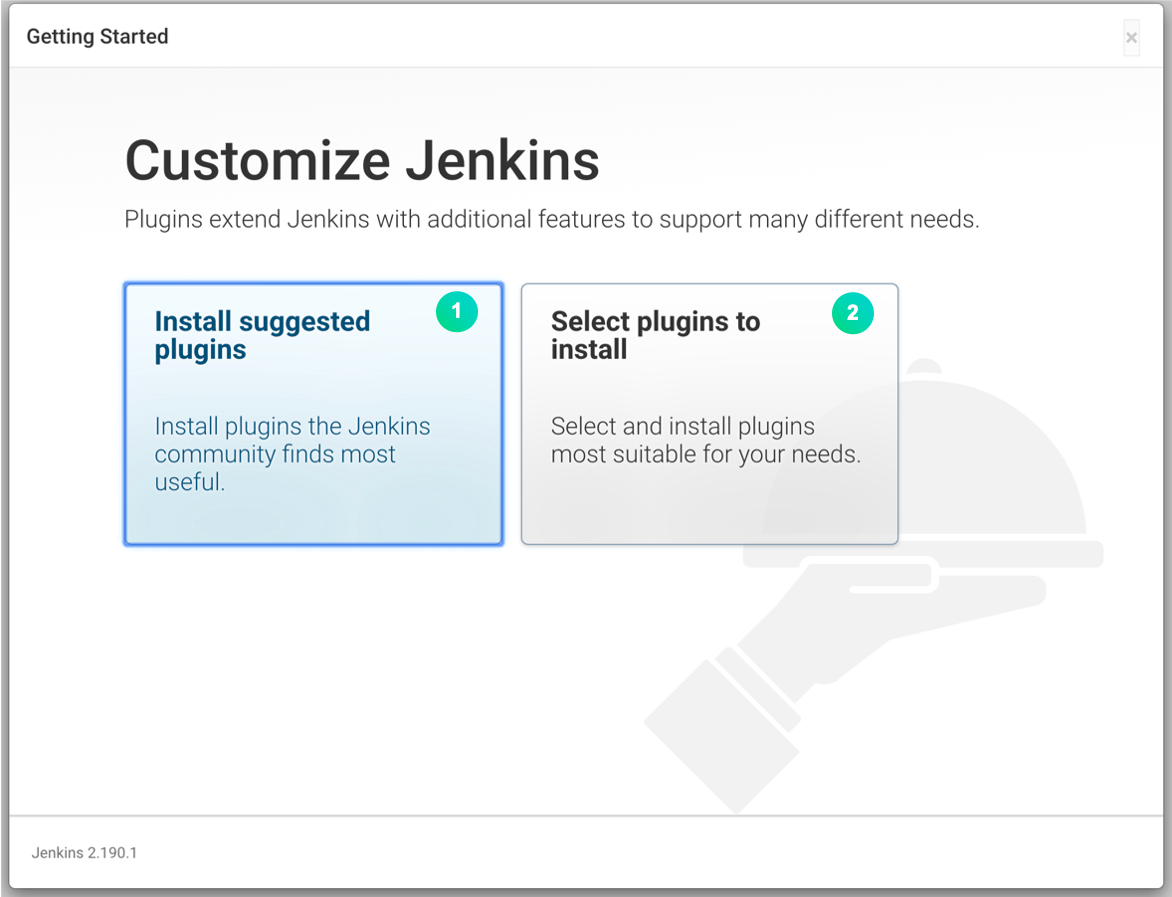 Getting Started
×
Customize Jenkins
Plugins extend Jenkins with additional features to support many different needs.
Install suggested
plugins
1
Install plugins the Jenkins
community finds most
useful.
Select plugins to
install
2
Select and install plugins
most suitable for your needs.
Jenkins 2.190.1